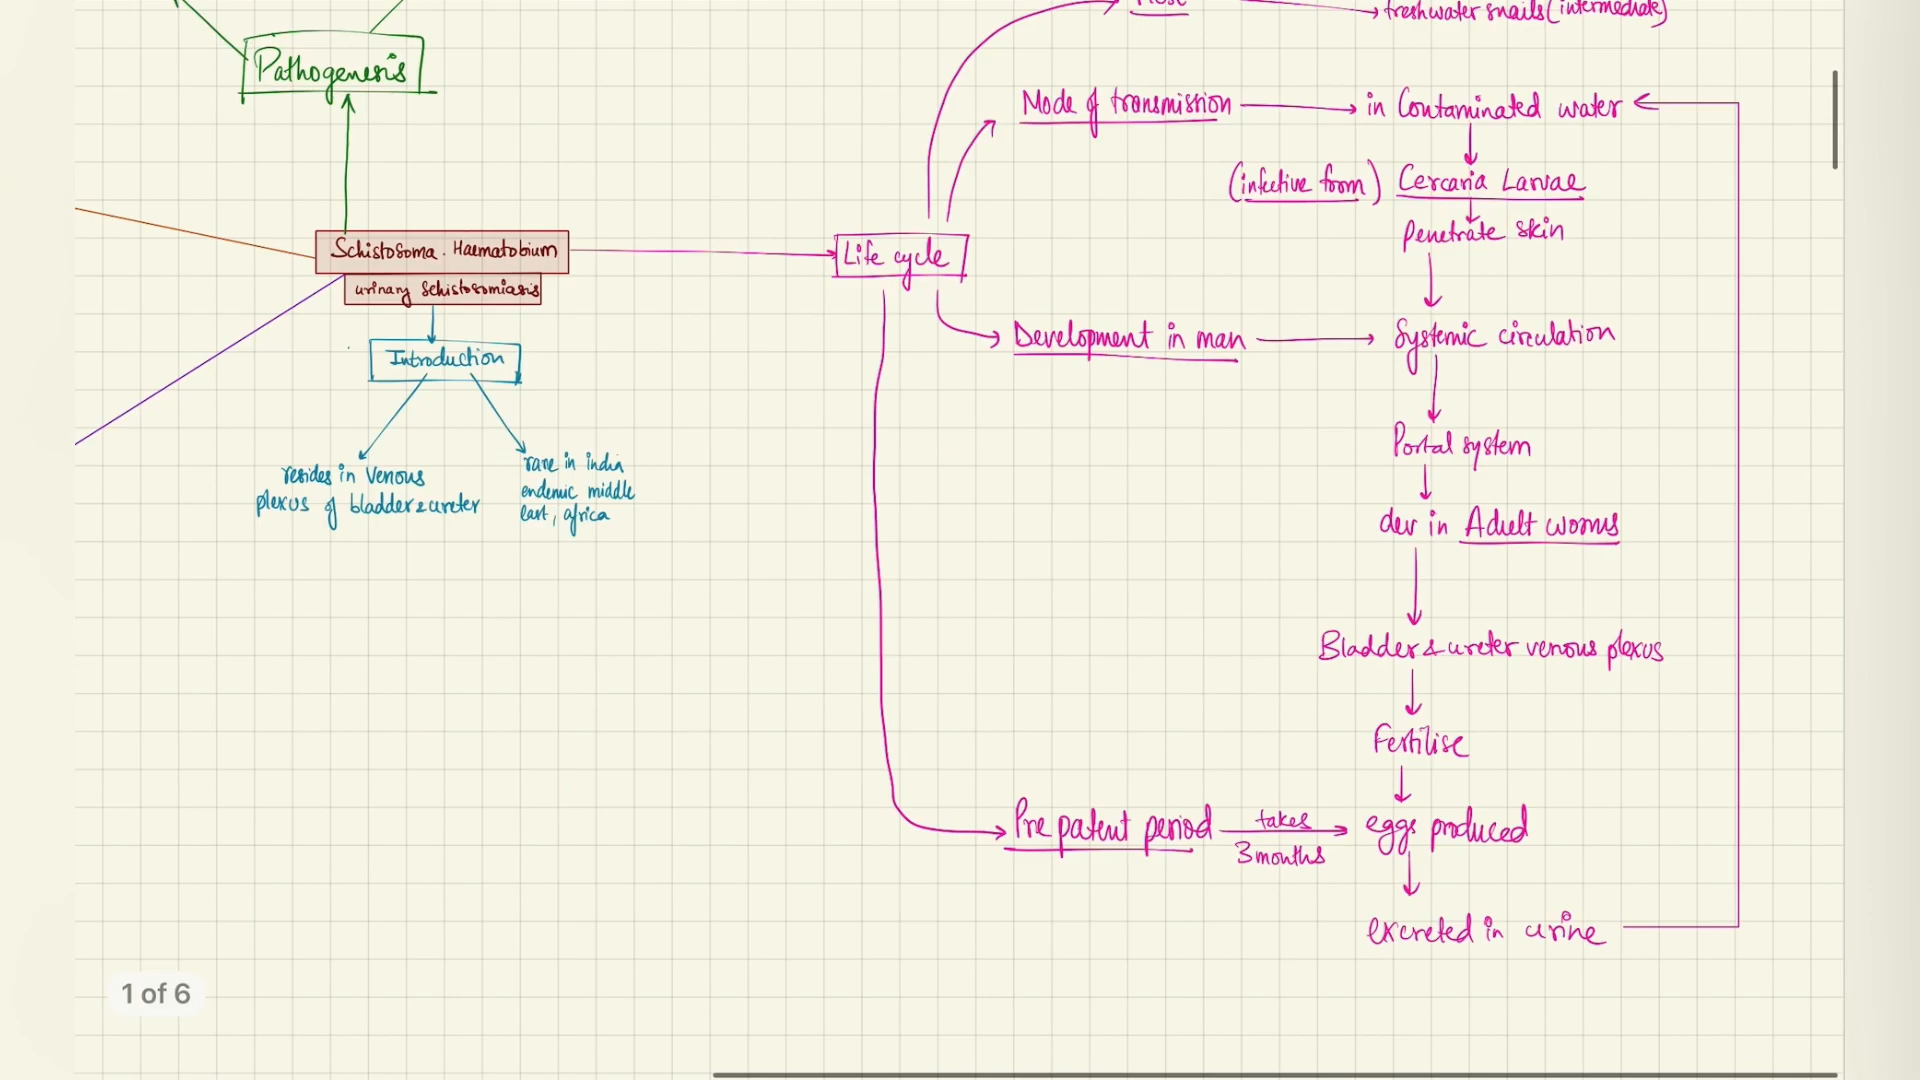 freshwater snails (intermediate)
Pathogenesis
Mode of transmission
in Contaminated water
(infective form)
Cercaria Larvae
Penetrate skin
Schistosoma. Haematobium
urinary Schistosomiasis
Life cycle
Introduction
resides in Venous
plexus of bladder & ureter
rare in india
endemic middle
east, africa
Development in man
Systemic circulation
Portal system
dev in Adult worms
Bladder & ureter venous plexus
Fertilise
Pre patent period
takes
3 months
eggs produced
excreted in urine
1 of 6